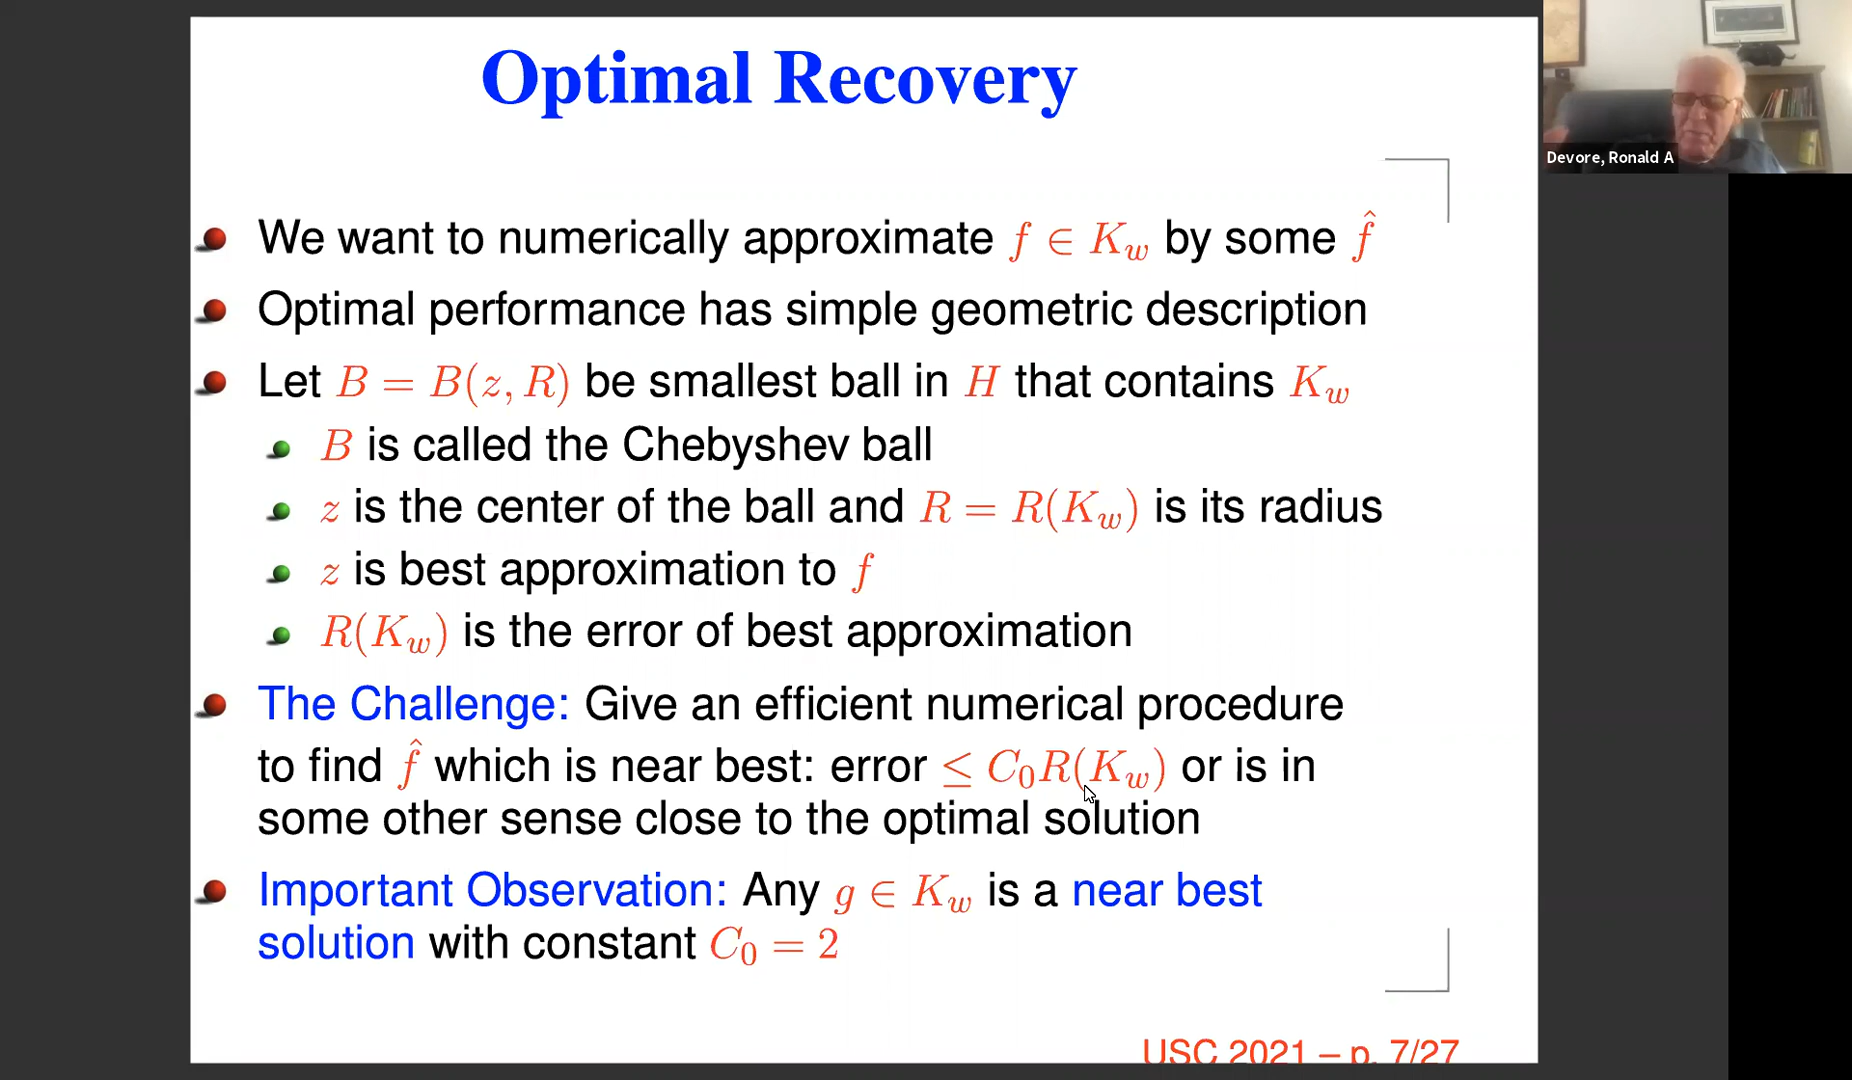 Optimal Recovery
Devore, Ronald A
We want to numerically approximate f ∈ K_w by some f̂
Optimal performance has simple geometric description
Let B = B(z, R) be smallest ball in H that contains K_w
B is called the Chebyshev ball
z is the center of the ball and R = R(K_w) is its radius
z is best approximation to f
R(K_w) is the error of best approximation
The Challenge: Give an efficient numerical procedure
to find f̂ which is near best: error ≤ C₀R(K_w) or is in
some other sense close to the optimal solution
Important Observation: Any g ∈ K_w is a near best
solution with constant C₀ = 2
USC 2021 – p. 7/27